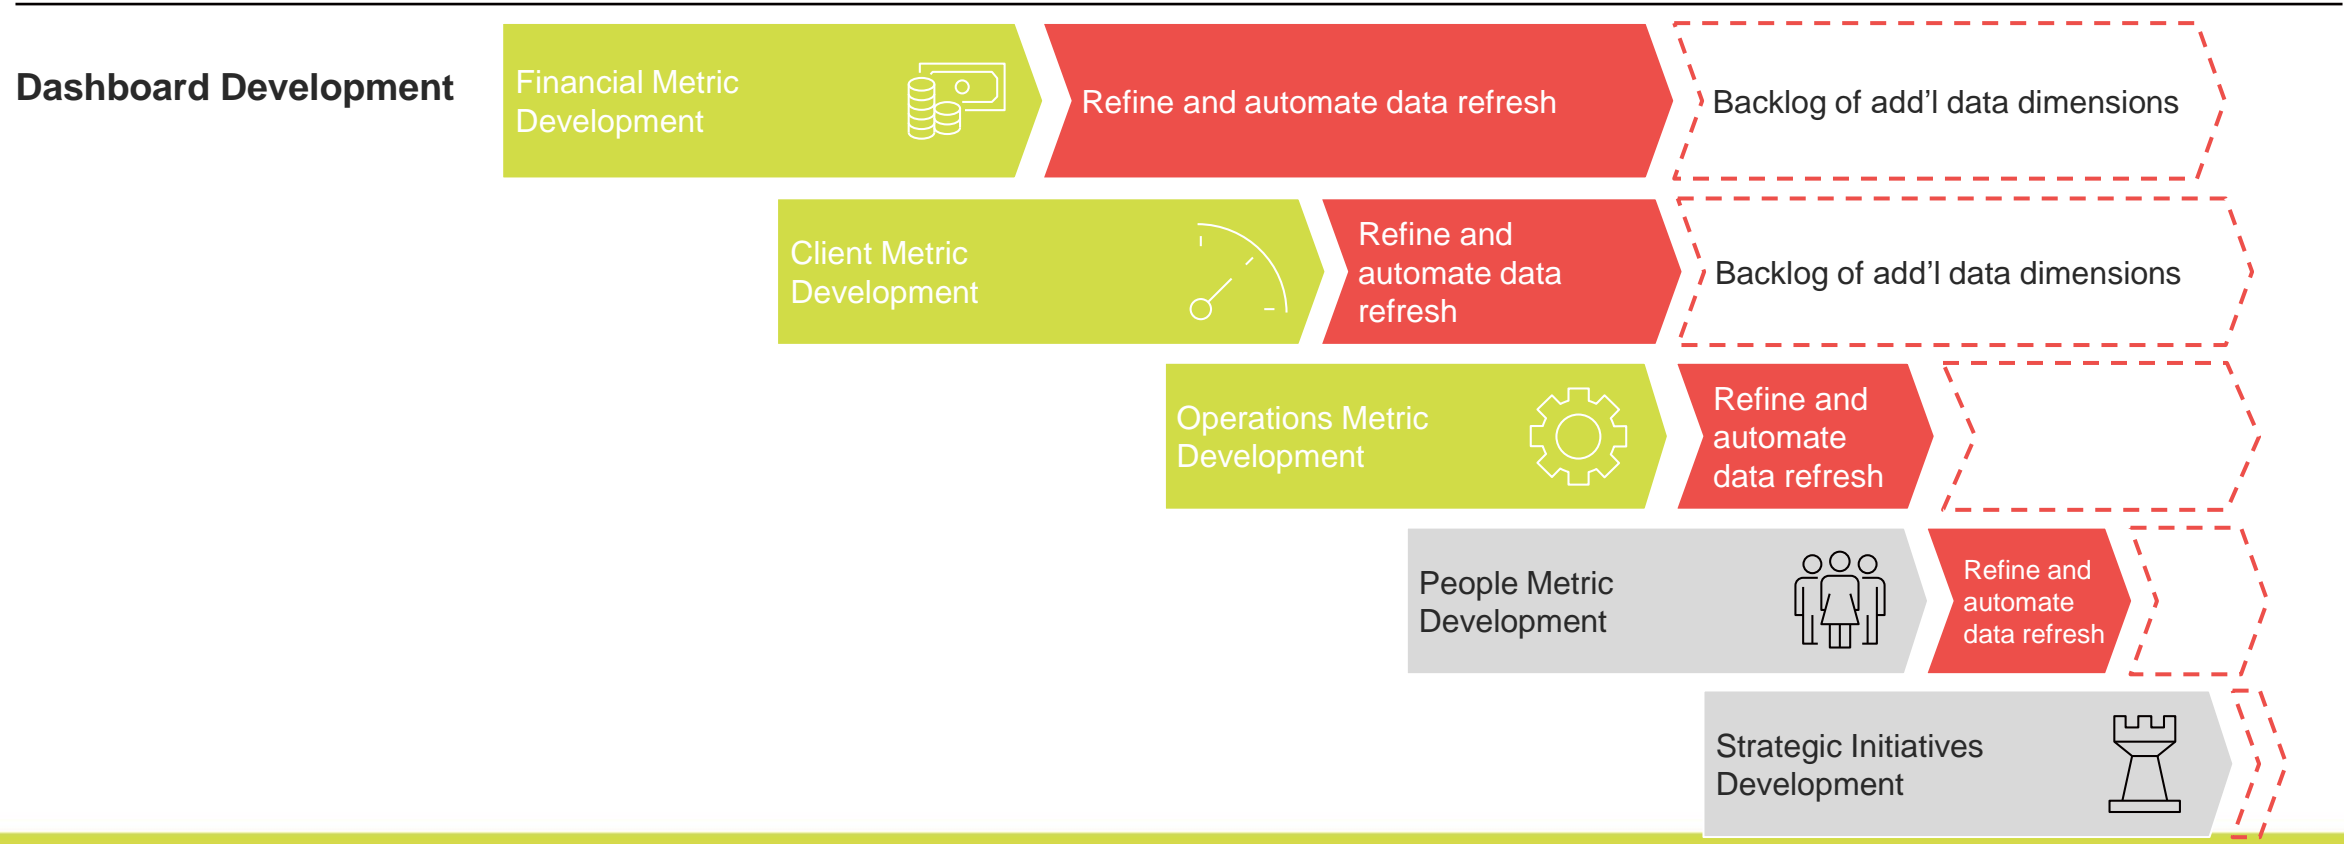 Dashboard Development
Financial Metric
Development
Refine and automate data refresh
Backlog of add'l data dimensions
Client Metric
Development
Refine and
automate data
refresh
Backlog of add'l data dimensions
Operations Metric
Development
Refine and
automate
data refresh
People Metric
Development
Refine and
automate
data refresh
Strategic Initiatives
Development